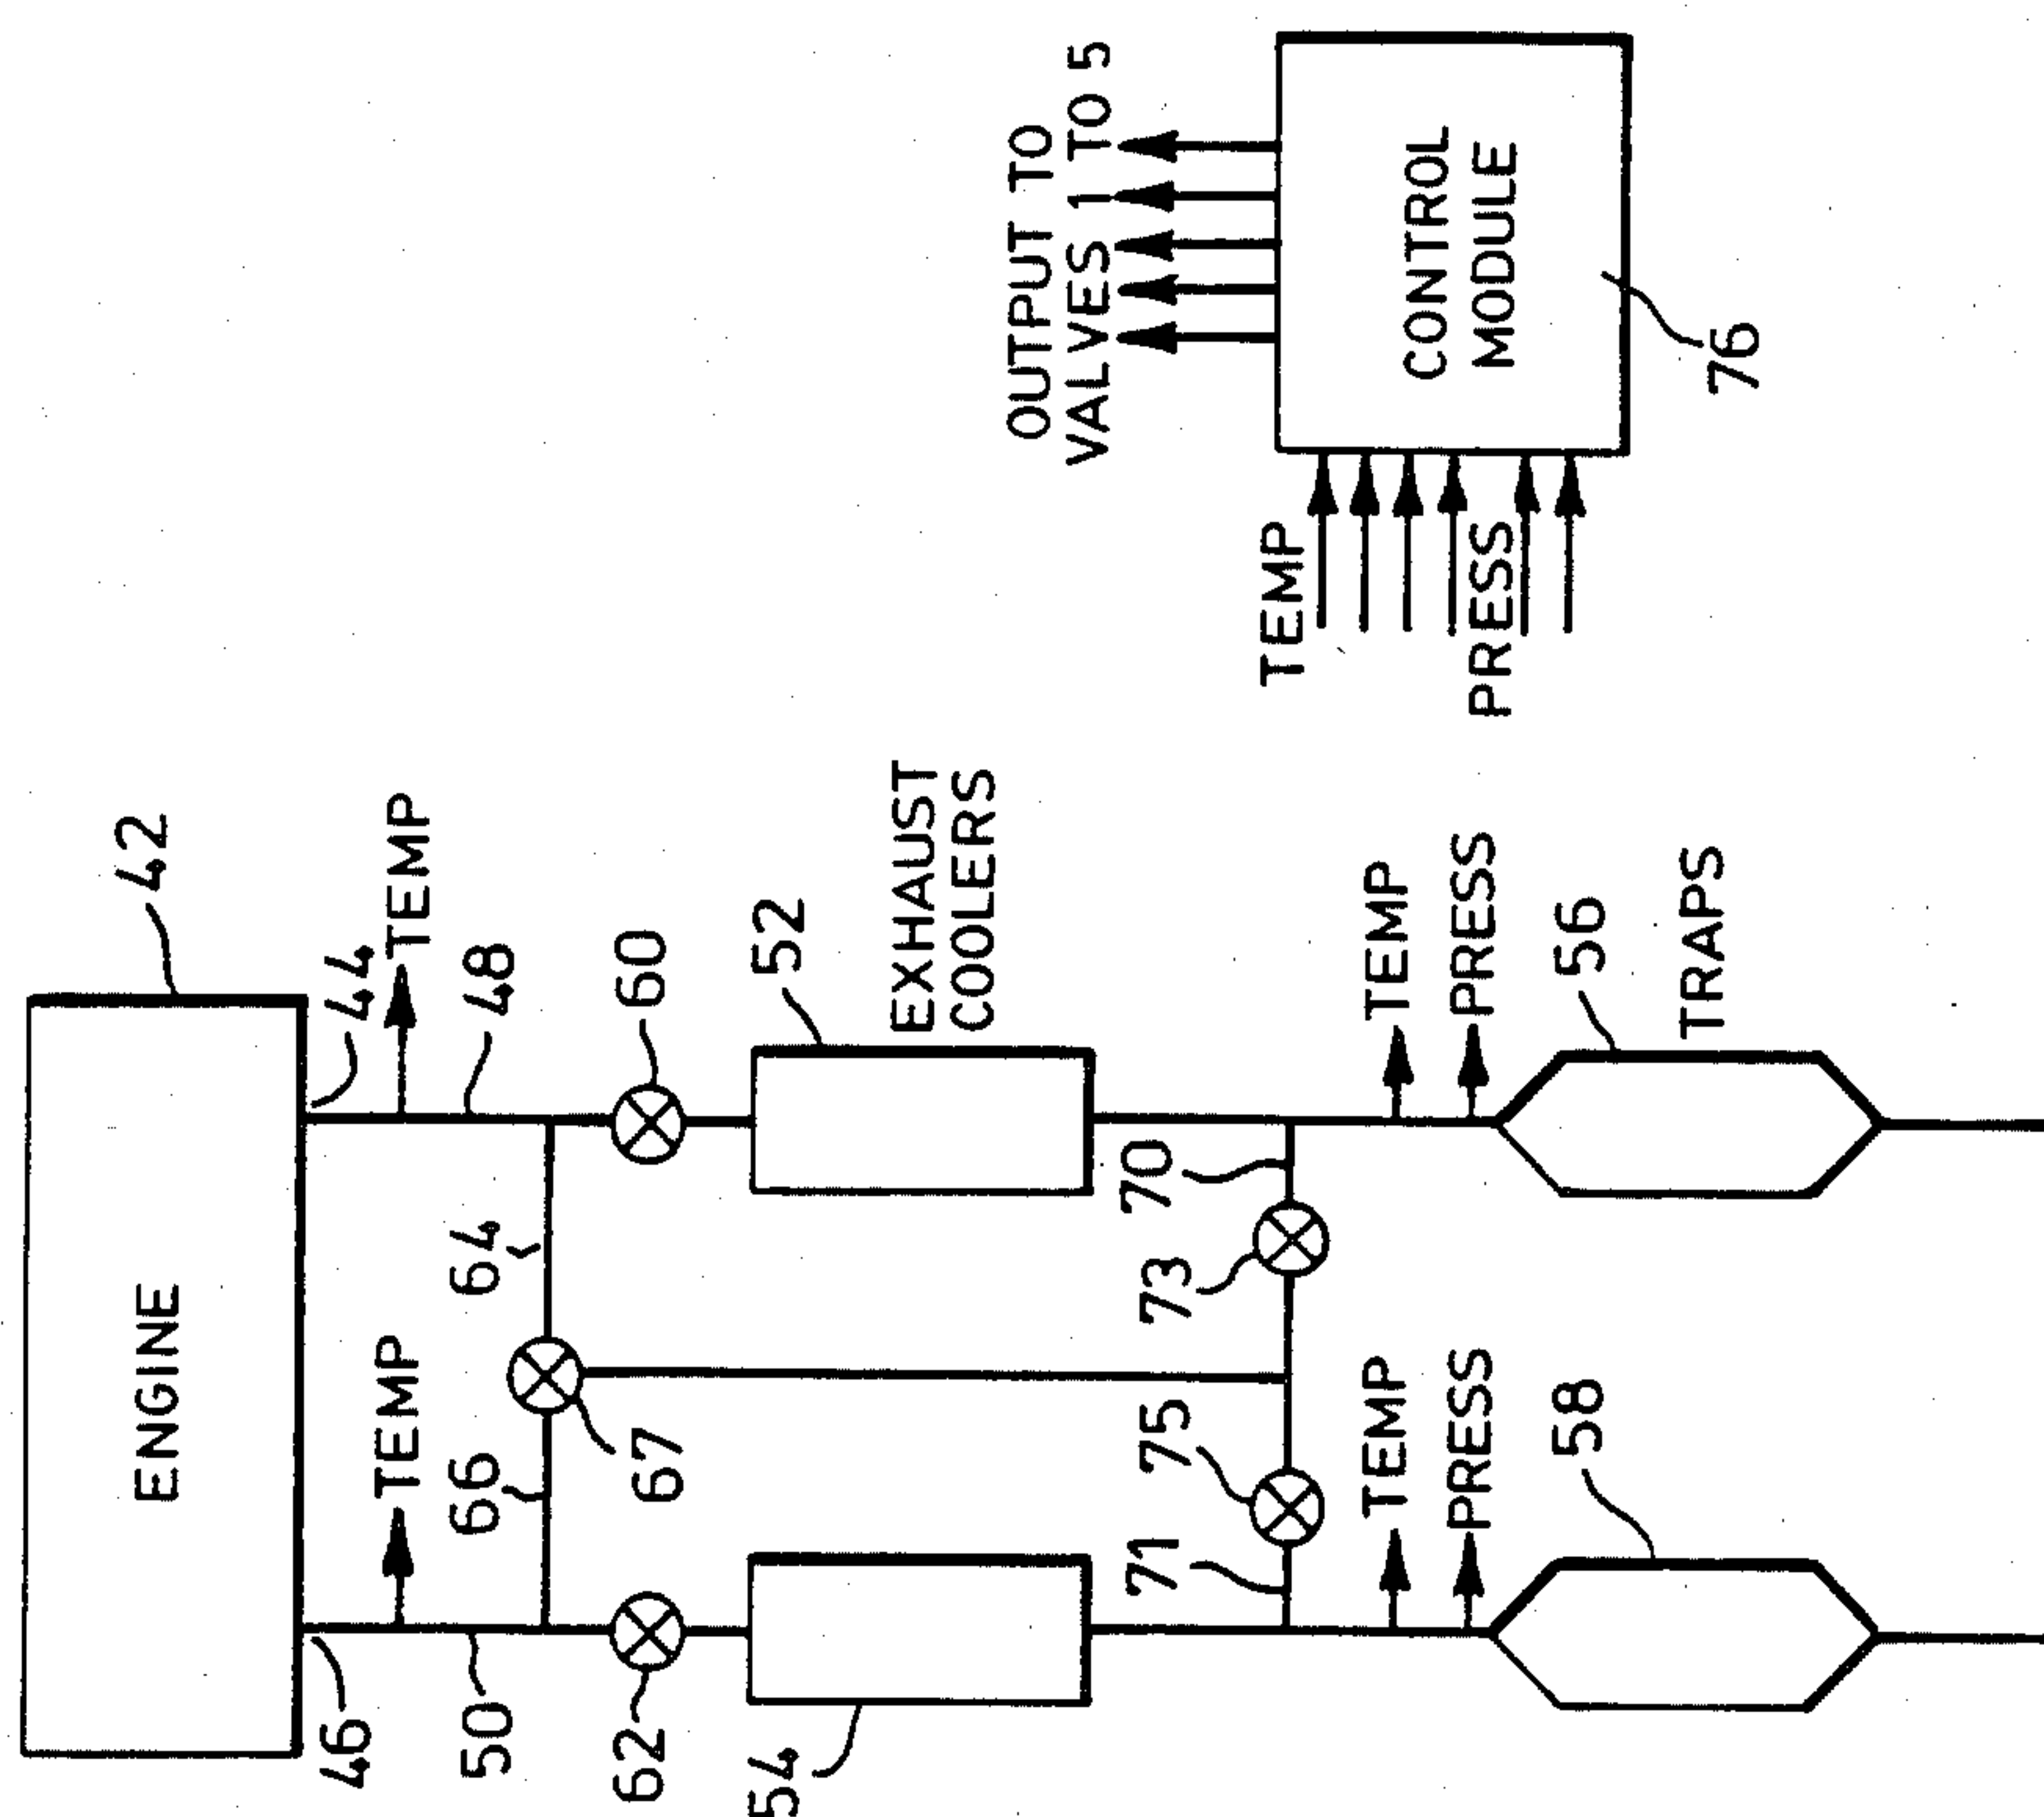 ENGINE
42
44
46
TEMP
TEMP
48
50
64
66
67
60
62
52
54
EXHAUST
COOLERS
70
71
73
75
TEMP
PRESS
TEMP
PRESS
56
58
TRAPS
OUTPUT TO
VALVES 1 TO 5
CONTROL
MODULE
76
TEMP
PRESS